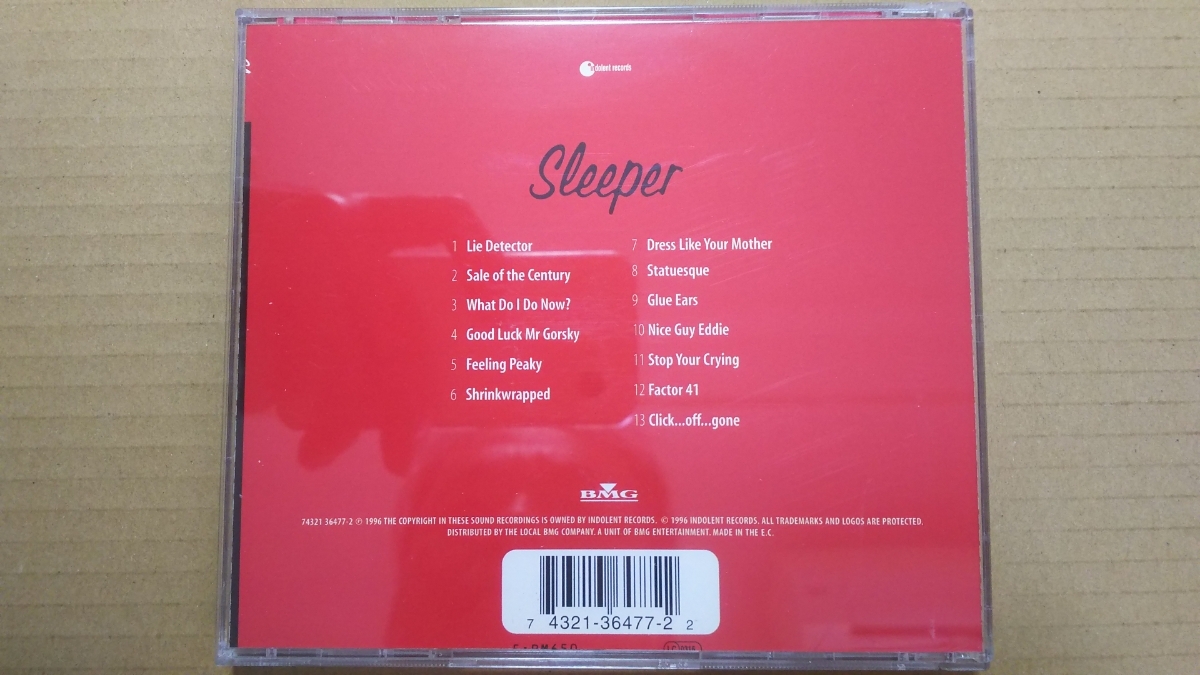 indolent records
Sleeper
1 Lie Detector
2 Sale of the Century
3 What Do I Do Now?
4 Good Luck Mr Gorsky
5 Feeling Peaky
6 Shrinkwrapped
7 Dress Like Your Mother
8 Statuesque
9 Glue Ears
10 Nice Guy Eddie
11 Stop Your Crying
12 Factor 41
13 Click...off...gone
BMG
74321 36477-2 ℗ 1996 THE COPYRIGHT IN THESE SOUND RECORDINGS IS OWNED BY INDOLENT RECORDS. © 1996 INDOLENT RECORDS. ALL TRADEMARKS AND LOGOS ARE PROTECTED.
DISTRIBUTED BY THE LOCAL BMG COMPANY. A UNIT OF BMG ENTERTAINMENT. MADE IN THE E.C.
7 4321-36477-2 2